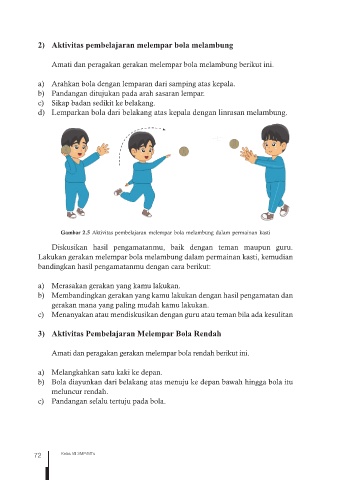 2) Aktivitas pembelajaran melempar bola melambung
Amati dan peragakan gerakan melempar bola melambung berikut ini.
a) Arahkan bola dengan lemparan dari samping atas kepala.
b) Pandangan ditujukan pada arah sasaran lempar.
c) Sikap badan sedikit ke belakang.
d) Lemparkan bola dari belakang atas kepala dengan lintasan melambung.
Gambar 2.5 Aktivitas pembelajaran melempar bola melambung dalam permainan kasti
Diskusikan hasil pengamatanmu, baik dengan teman maupun guru.
Lakukan gerakan melempar bola melambung dalam permainan kasti, kemudian
bandingkan hasil pengamatanmu dengan cara berikut:
a) Merasakan gerakan yang kamu lakukan.
b) Membandingkan gerakan yang kamu lakukan dengan hasil pengamatan dan
gerakan mana yang paling mudah kamu lakukan.
c) Menanyakan atau mendiskusikan dengan guru atau teman bila ada kesulitan
3) Aktivitas Pembelajaran Melempar Bola Rendah
Amati dan peragakan gerakan melempar bola rendah berikut ini.
a) Melangkahkan satu kaki ke depan.
b) Bola diayunkan dari belakang atas menuju ke depan bawah hingga bola itu
meluncur rendah.
c) Pandangan selalu tertuju pada bola.
72
Kelas VII SMP/MTs